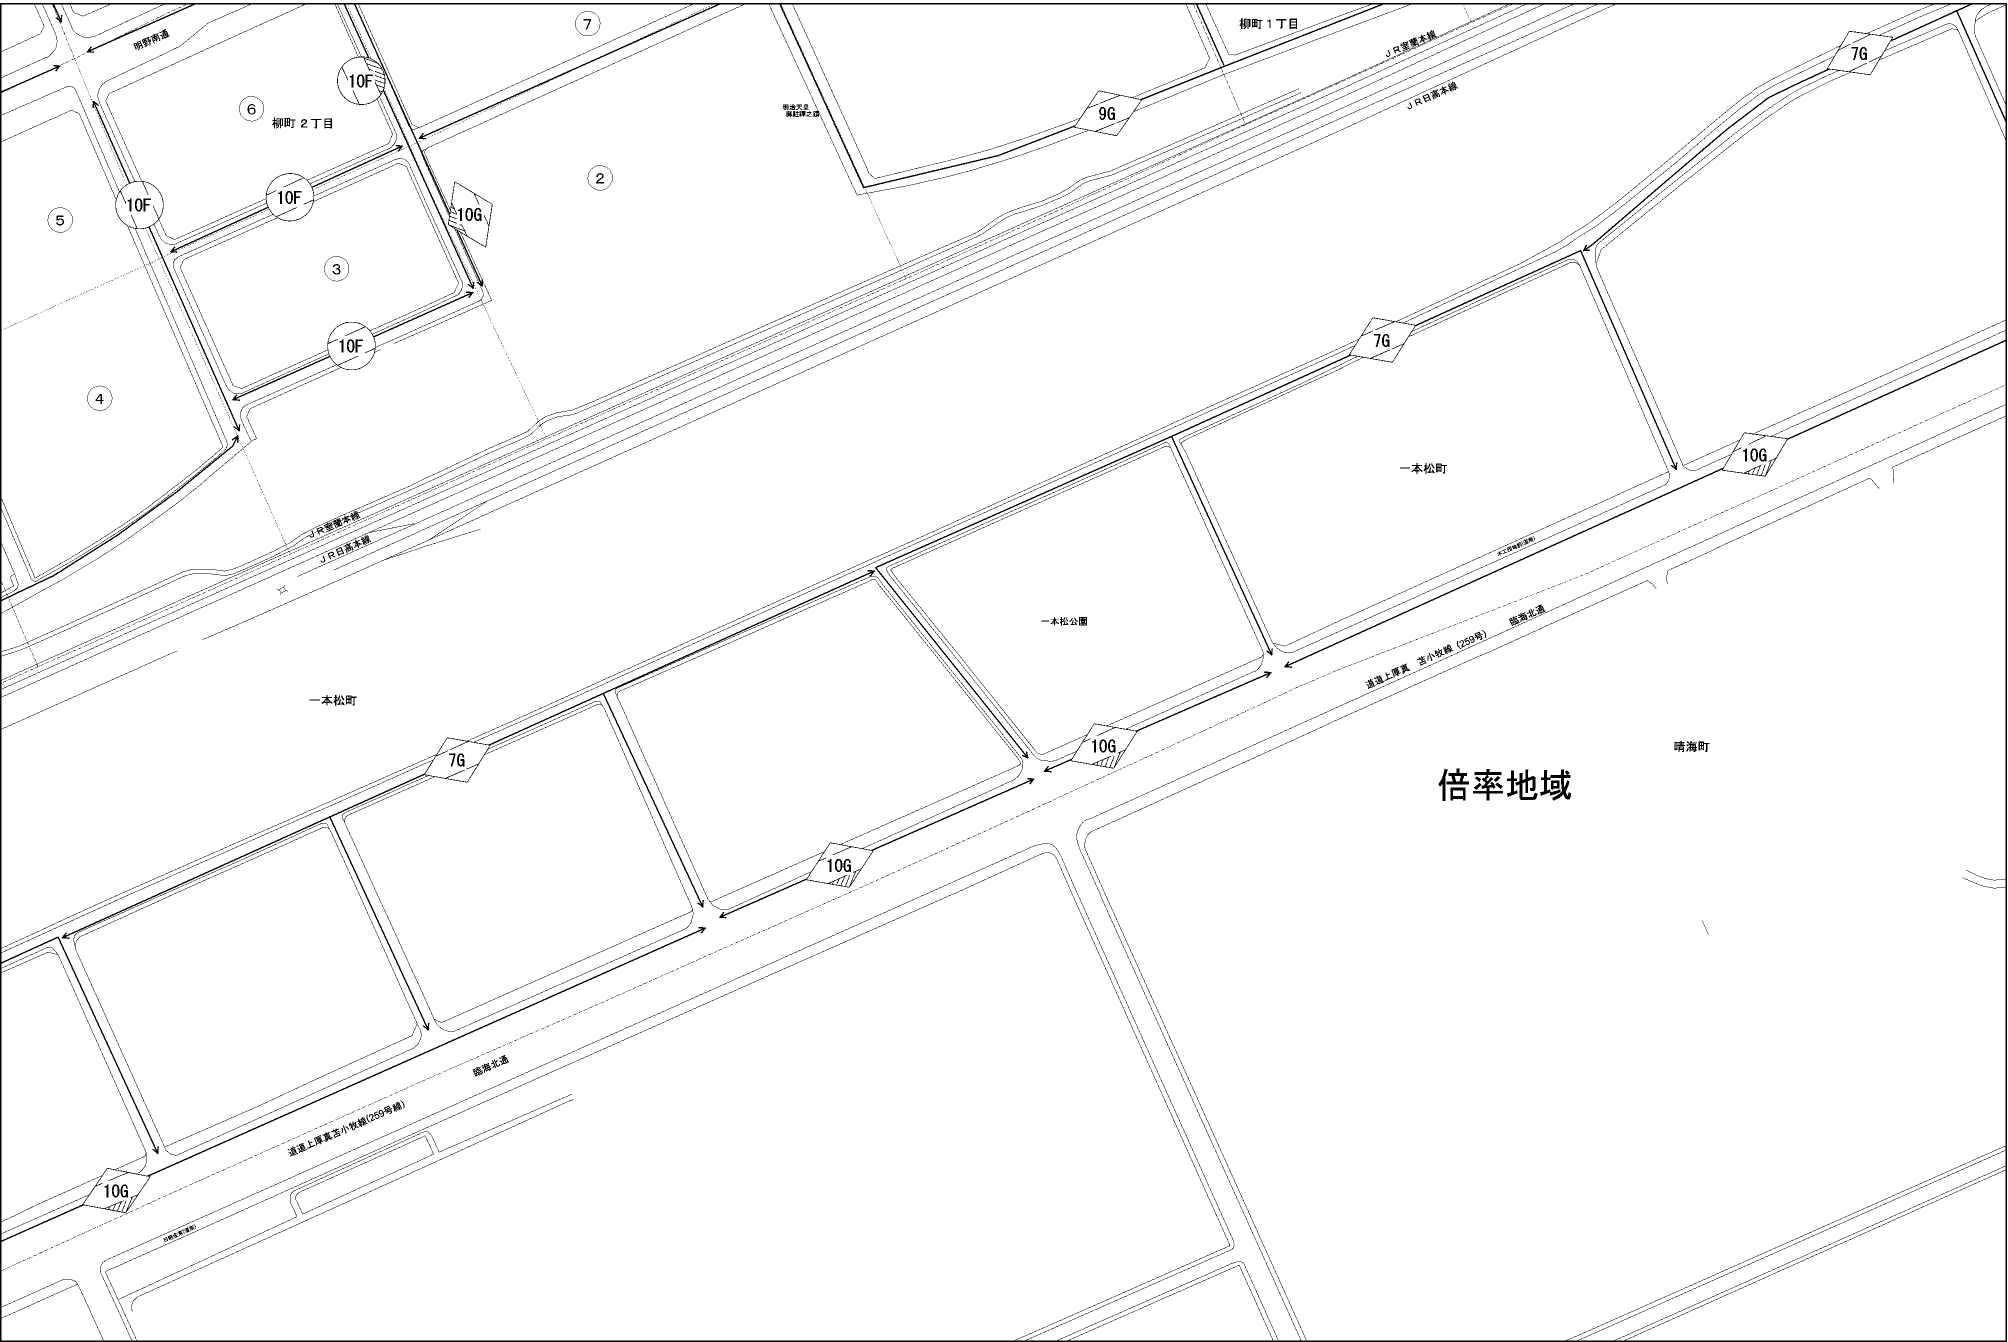 ⑦
柳町１丁目
明野南通
ＪＲ室蘭本線
7G
10F
ＪＲ日高本線
⑥
柳町２丁目
明治天皇
9G
②
10F
10F
⑤
10G
③
10F
7G
④
10G
一本松町
ＪＲ室蘭本線
ＪＲ日高本線
一本松公園
臨海北通
道道上厚真　苫小牧線（259号）
一本松町
10G
晴海町
7G
倍率地域
10G
臨海北通
道道上厚真苫小牧線(259号線)
10G